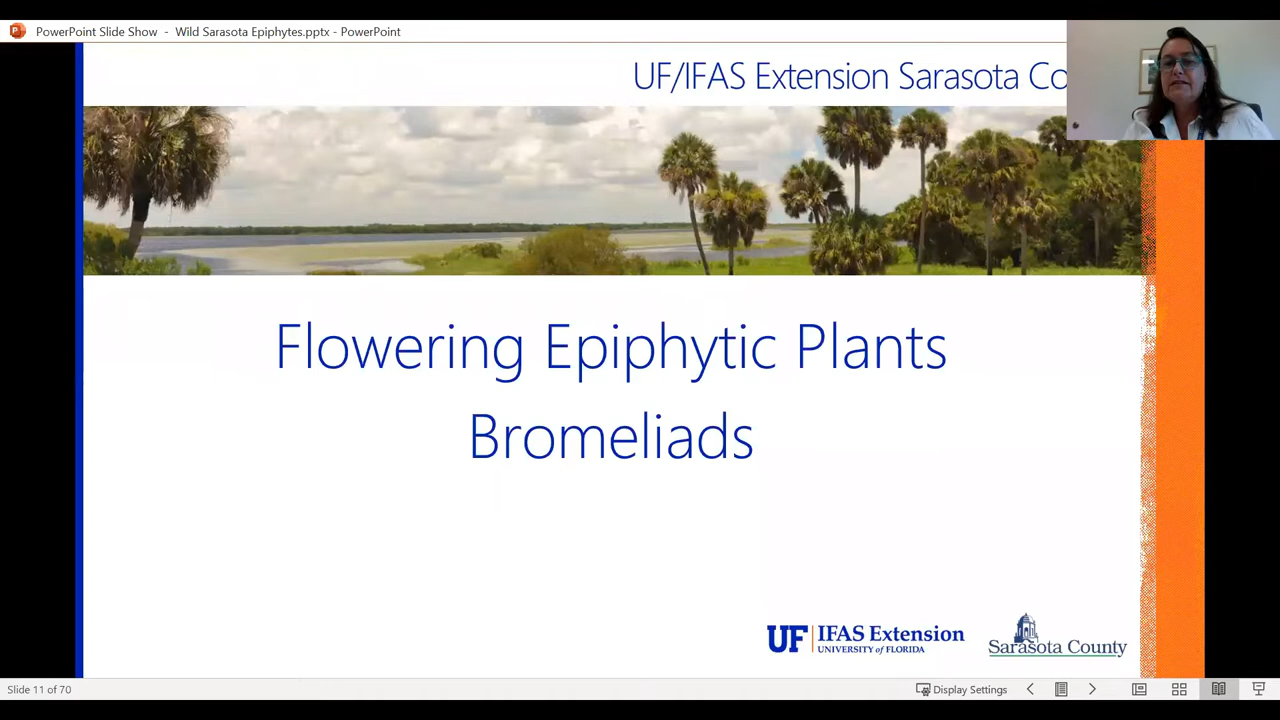 PowerPoint Slide Show - Wild Sarasota Epiphytes.pptx - PowerPoint
UF/IFAS Extension Sarasota Co
Flowering Epiphytic Plants
Bromeliads
UF IFAS Extension
UNIVERSITY of FLORIDA
Sarasota County
Slide 11 of 70
Display Settings